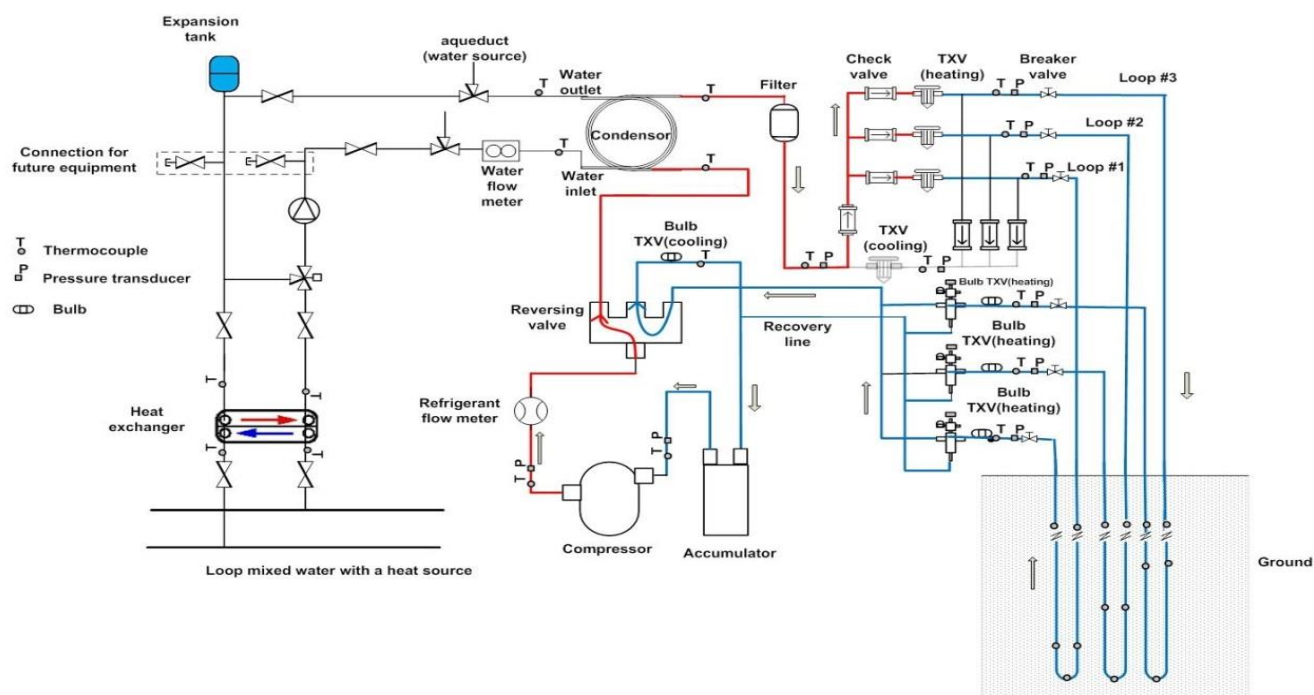 Expansion
tank
aqueduct
(water source)
Water
outlet
T
T
Filter
Check
valve
TXV
(heating)
Breaker
valve
Loop #3
T P
Loop #2
T P
Loop #1
T P
Condensor
Connection for
future equipment
Water
flow
meter
T
Water
inlet
T
T
Thermocouple
P
Pressure transducer
Bulb
Bulb
TXV(cooling)
T
T P
TXV
(cooling)
T P
Reversing
valve
Recovery
line
Bulb TXV(heating)
T P
Bulb
TXV(heating)
T P
Bulb
TXV(heating)
T P
T
T
Heat
exchanger
T
T
Refrigerant
flow meter
T P
T P
Compressor
Accumulator
Ground
Loop mixed water with a heat source